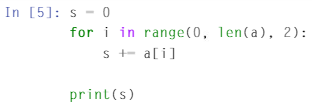 In [5]: s = 0
for i in range(0, len(a), 2):
s += a[i]
print(s)